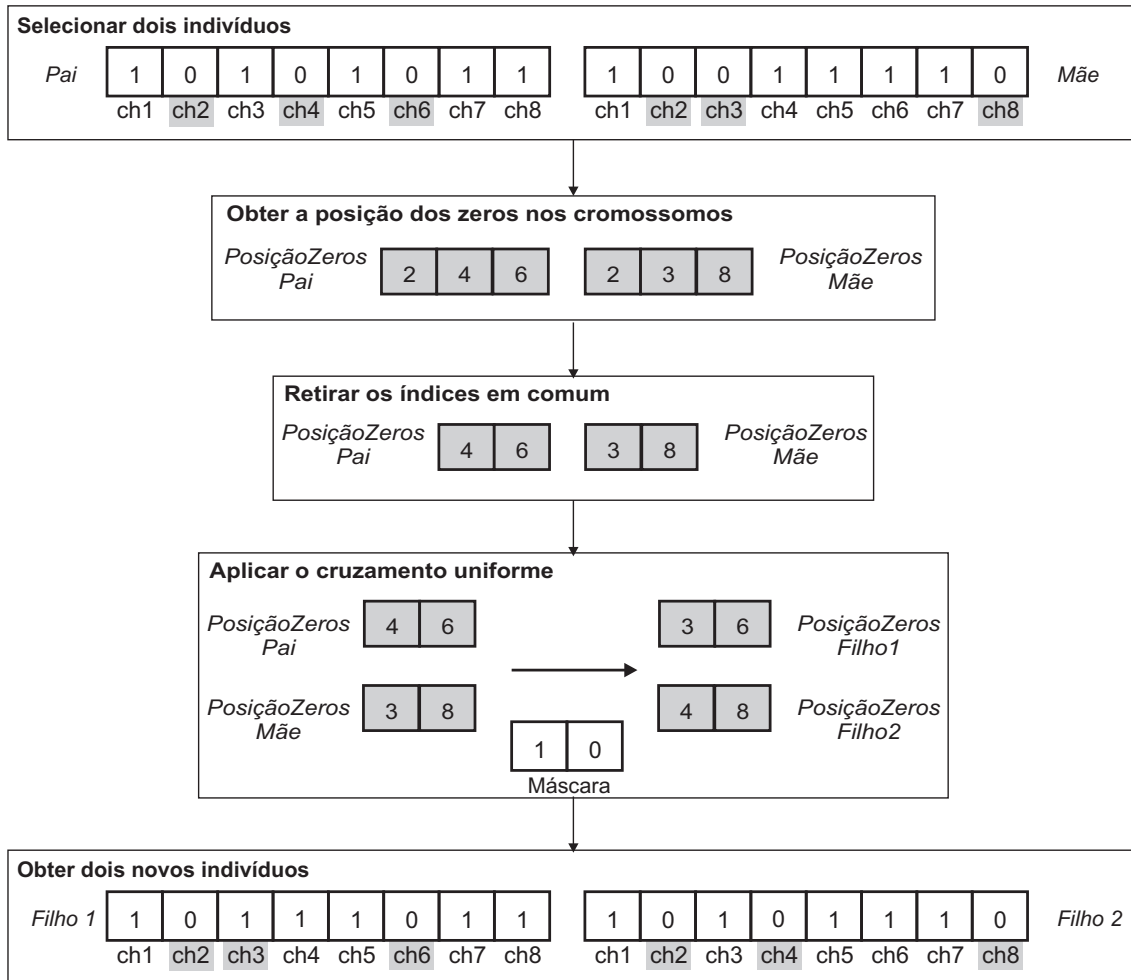 Selecionar dois indivíduos
Pai 1 0 1 0 1 0 1 1 1 0 0 1 1 1 1 0 Mãe
ch1 ch2 ch3 ch4 ch5 ch6 ch7 ch8 ch1 ch2 ch3 ch4 ch5 ch6 ch7 ch8
Obter a posição dos zeros nos cromossomos
PosiçãoZeros Pai 2 4 6 2 3 8 PosiçãoZeros Mãe
Retirar os índices em comum
PosiçãoZeros Pai 4 6 3 8 PosiçãoZeros Mãe
Aplicar o cruzamento uniforme
PosiçãoZeros Pai 4 6 3 6 PosiçãoZeros Filho1
PosiçãoZeros Mãe 3 8 4 8 PosiçãoZeros Filho2
1 0
Máscara
Obter dois novos indivíduos
Filho 1 1 0 1 1 1 0 1 1 1 0 1 0 1 1 1 0 Filho 2
ch1 ch2 ch3 ch4 ch5 ch6 ch7 ch8 ch1 ch2 ch3 ch4 ch5 ch6 ch7 ch8